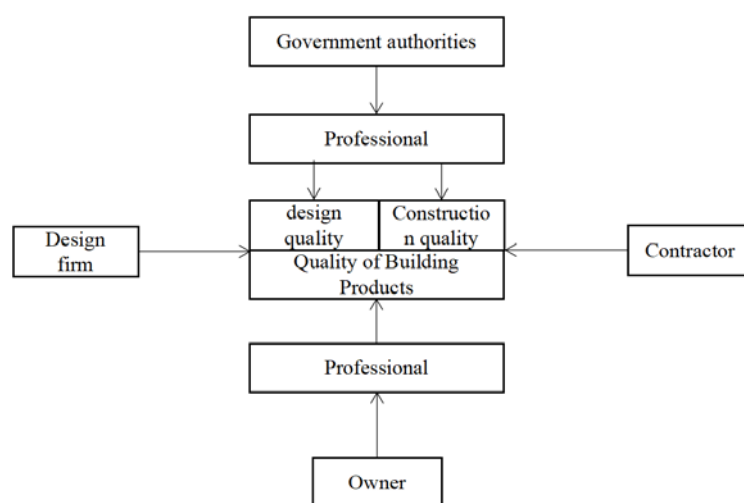 Government authorities
Professional
design
quality
Constructio
n quality
Design
firm
Quality of Building
Products
Contractor
Professional
Owner